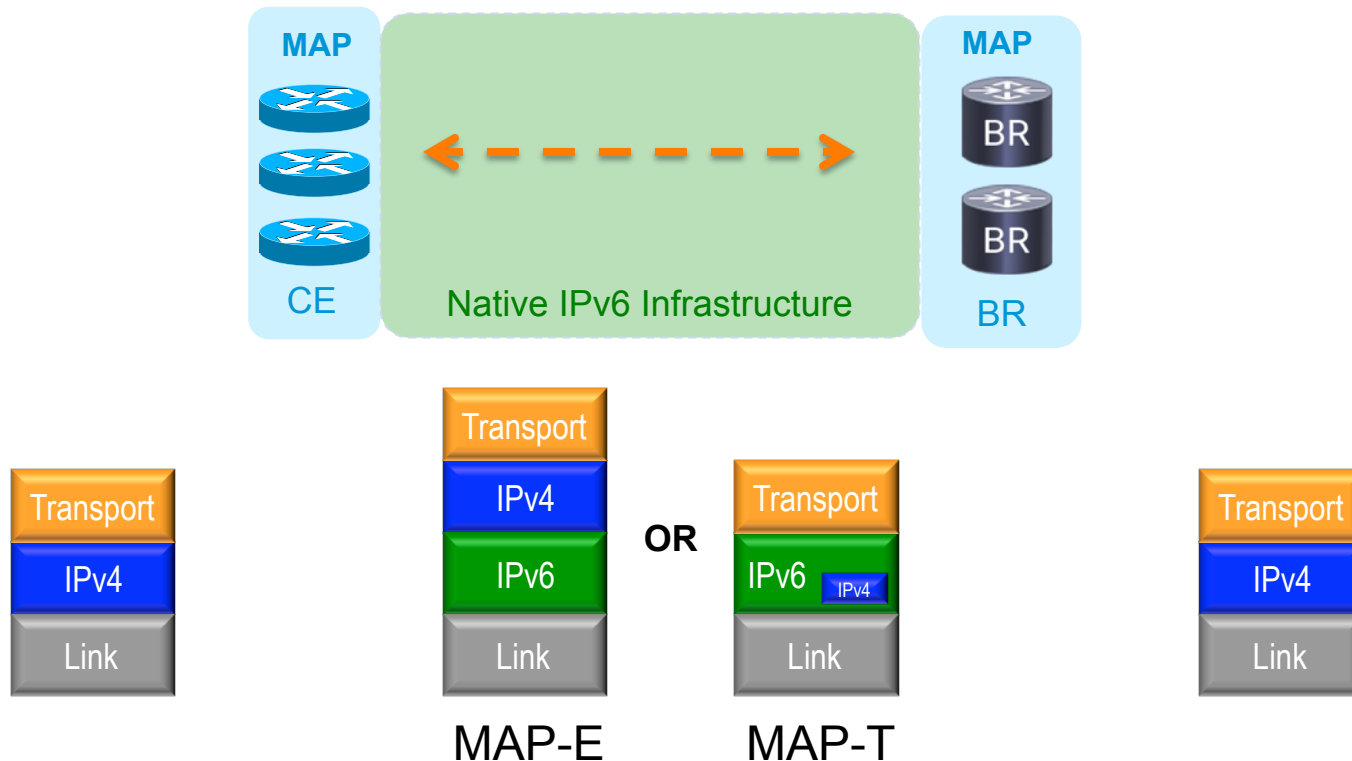 MAP
MAP
BR
BR
CE
Native IPv6 Infrastructure
BR
Transport
IPv4
Link
Transport
IPv4
IPv6
Link
MAP-E
OR
Transport
IPv6
IPv4
Link
MAP-T
Transport
IPv4
Link